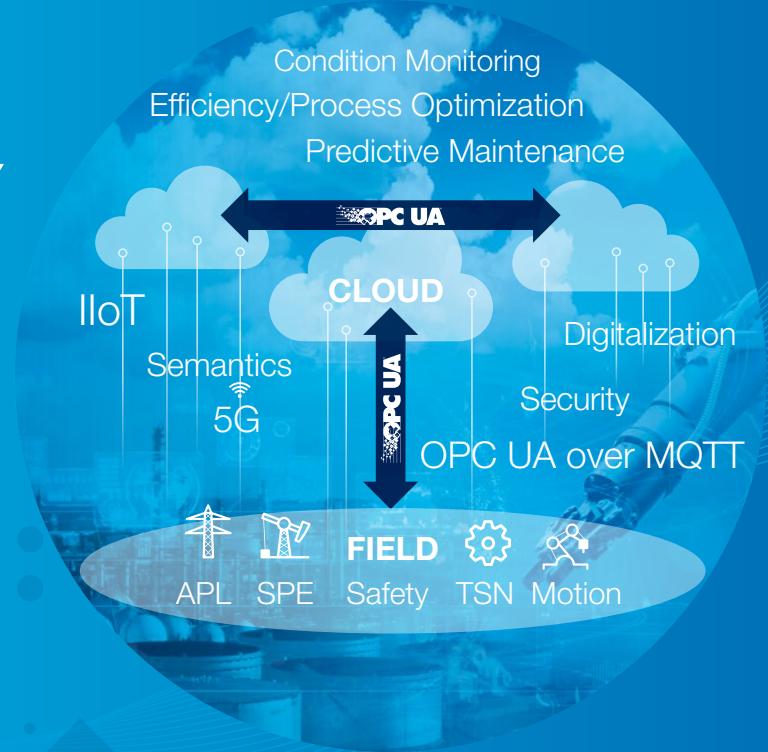 Condition Monitoring
Efficiency/Process Optimization
Predictive Maintenance
OPC UA
CLOUD
IIoT
Digitalization
Semantics
OPC UA
Security
5G
OPC UA over MQTT
FIELD
APL SPE Safety TSN Motion